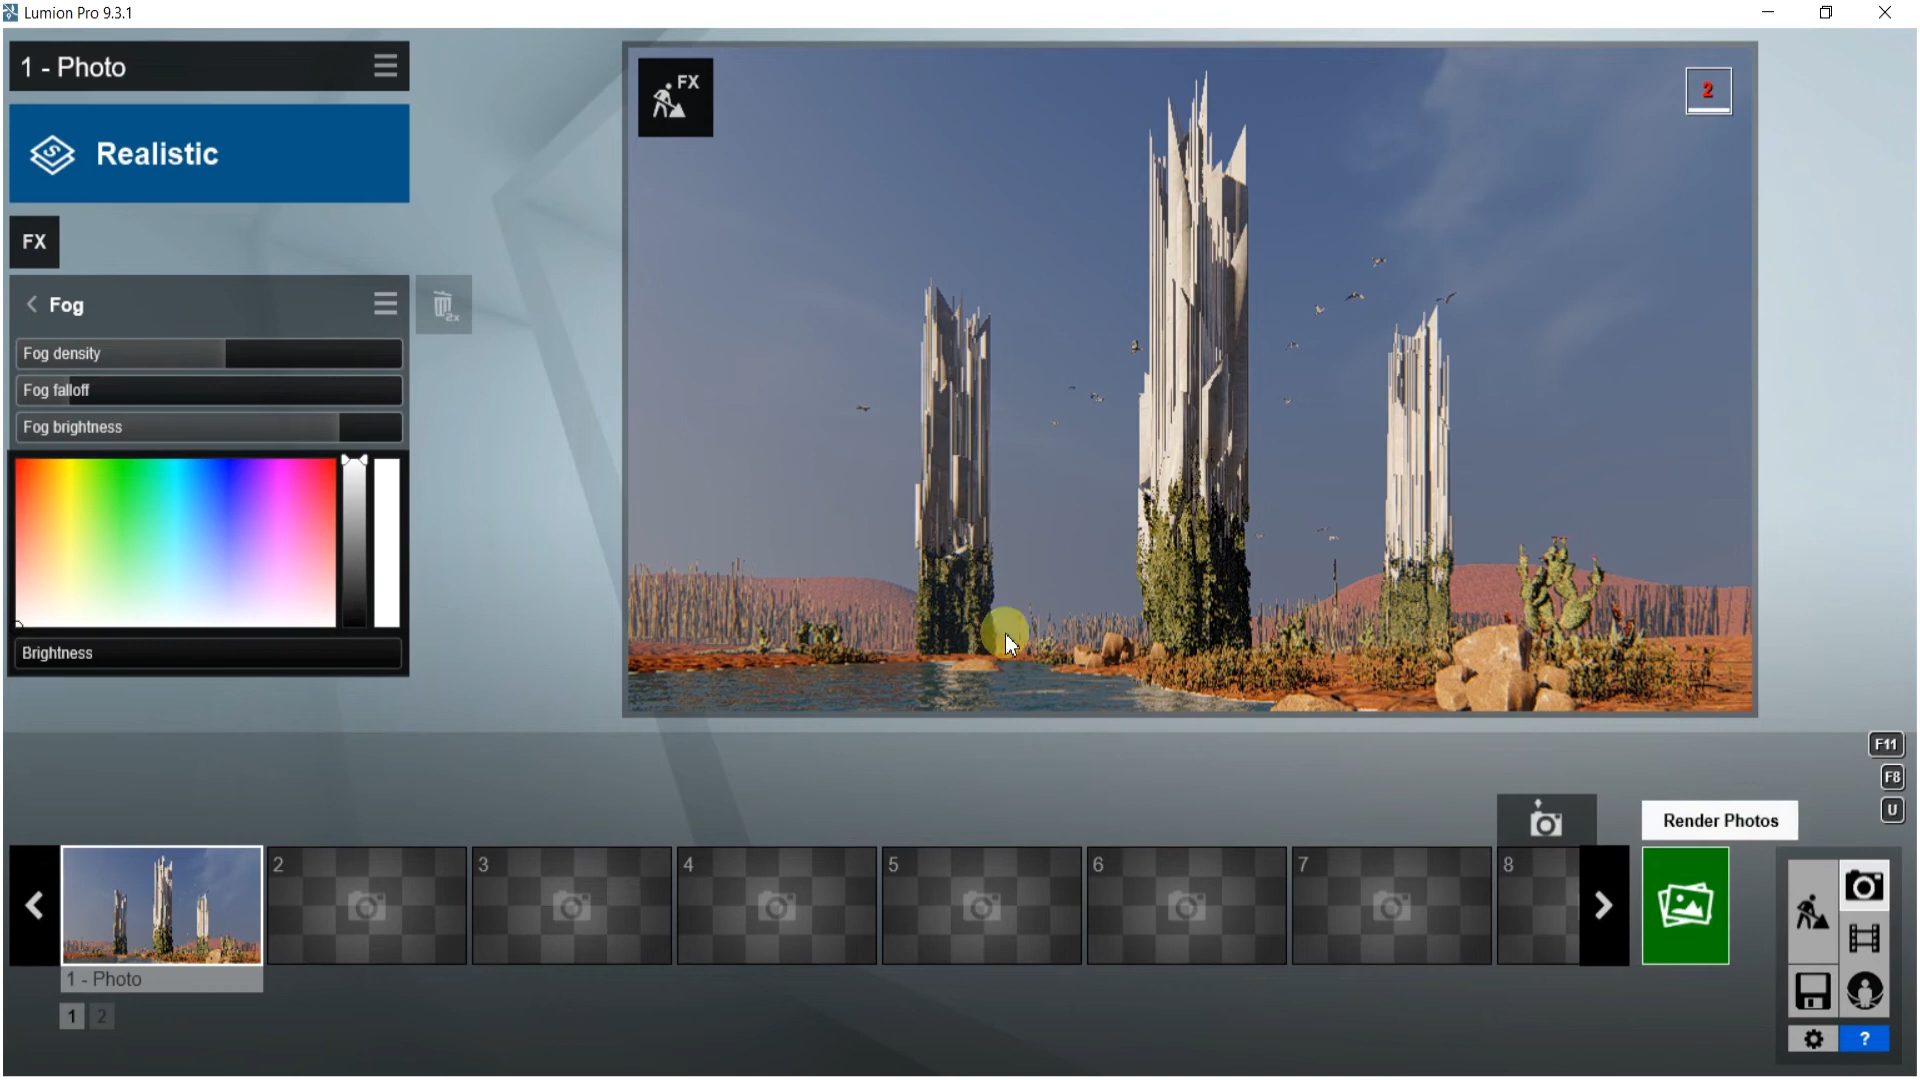 Lumion Pro 9.3.1
1 - Photo
FX
2
S Realistic
FX
Fog
2x
Fog density
Fog falloff
Fog brightness
Brightness
F11
F8
U
Render Photos
2
3
4
5
6
7
8
1 - Photo
1
2
?